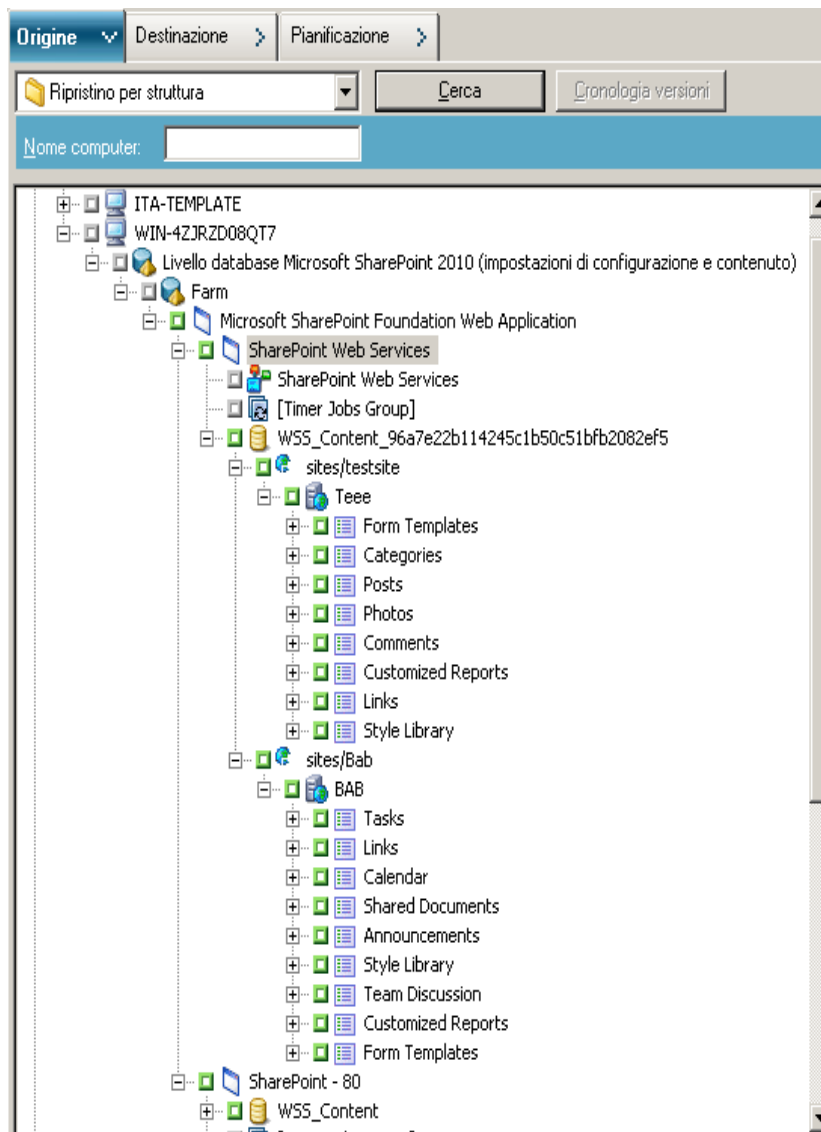 Origine
Destinazione
Pianificazione
Ripristino per struttura
Cerca
Cronologia versioni
Nome computer:
ITA-TEMPLATE
WIN-4ZJRZD08QT7
Livello database Microsoft SharePoint 2010 (impostazioni di configurazione e contenuto)
Farm
Microsoft SharePoint Foundation Web Application
SharePoint Web Services
SharePoint Web Services
[Timer Jobs Group]
WSS_Content_96a7e22b114245c1b50c51bfb2082ef5
sites/testsite
Teee
Form Templates
Categories
Posts
Photos
Comments
Customized Reports
Links
Style Library
sites/Bab
BAB
Tasks
Links
Calendar
Shared Documents
Announcements
Style Library
Team Discussion
Customized Reports
Form Templates
SharePoint - 80
WSS_Content